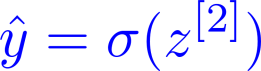 ŷ = σ(z^[2])